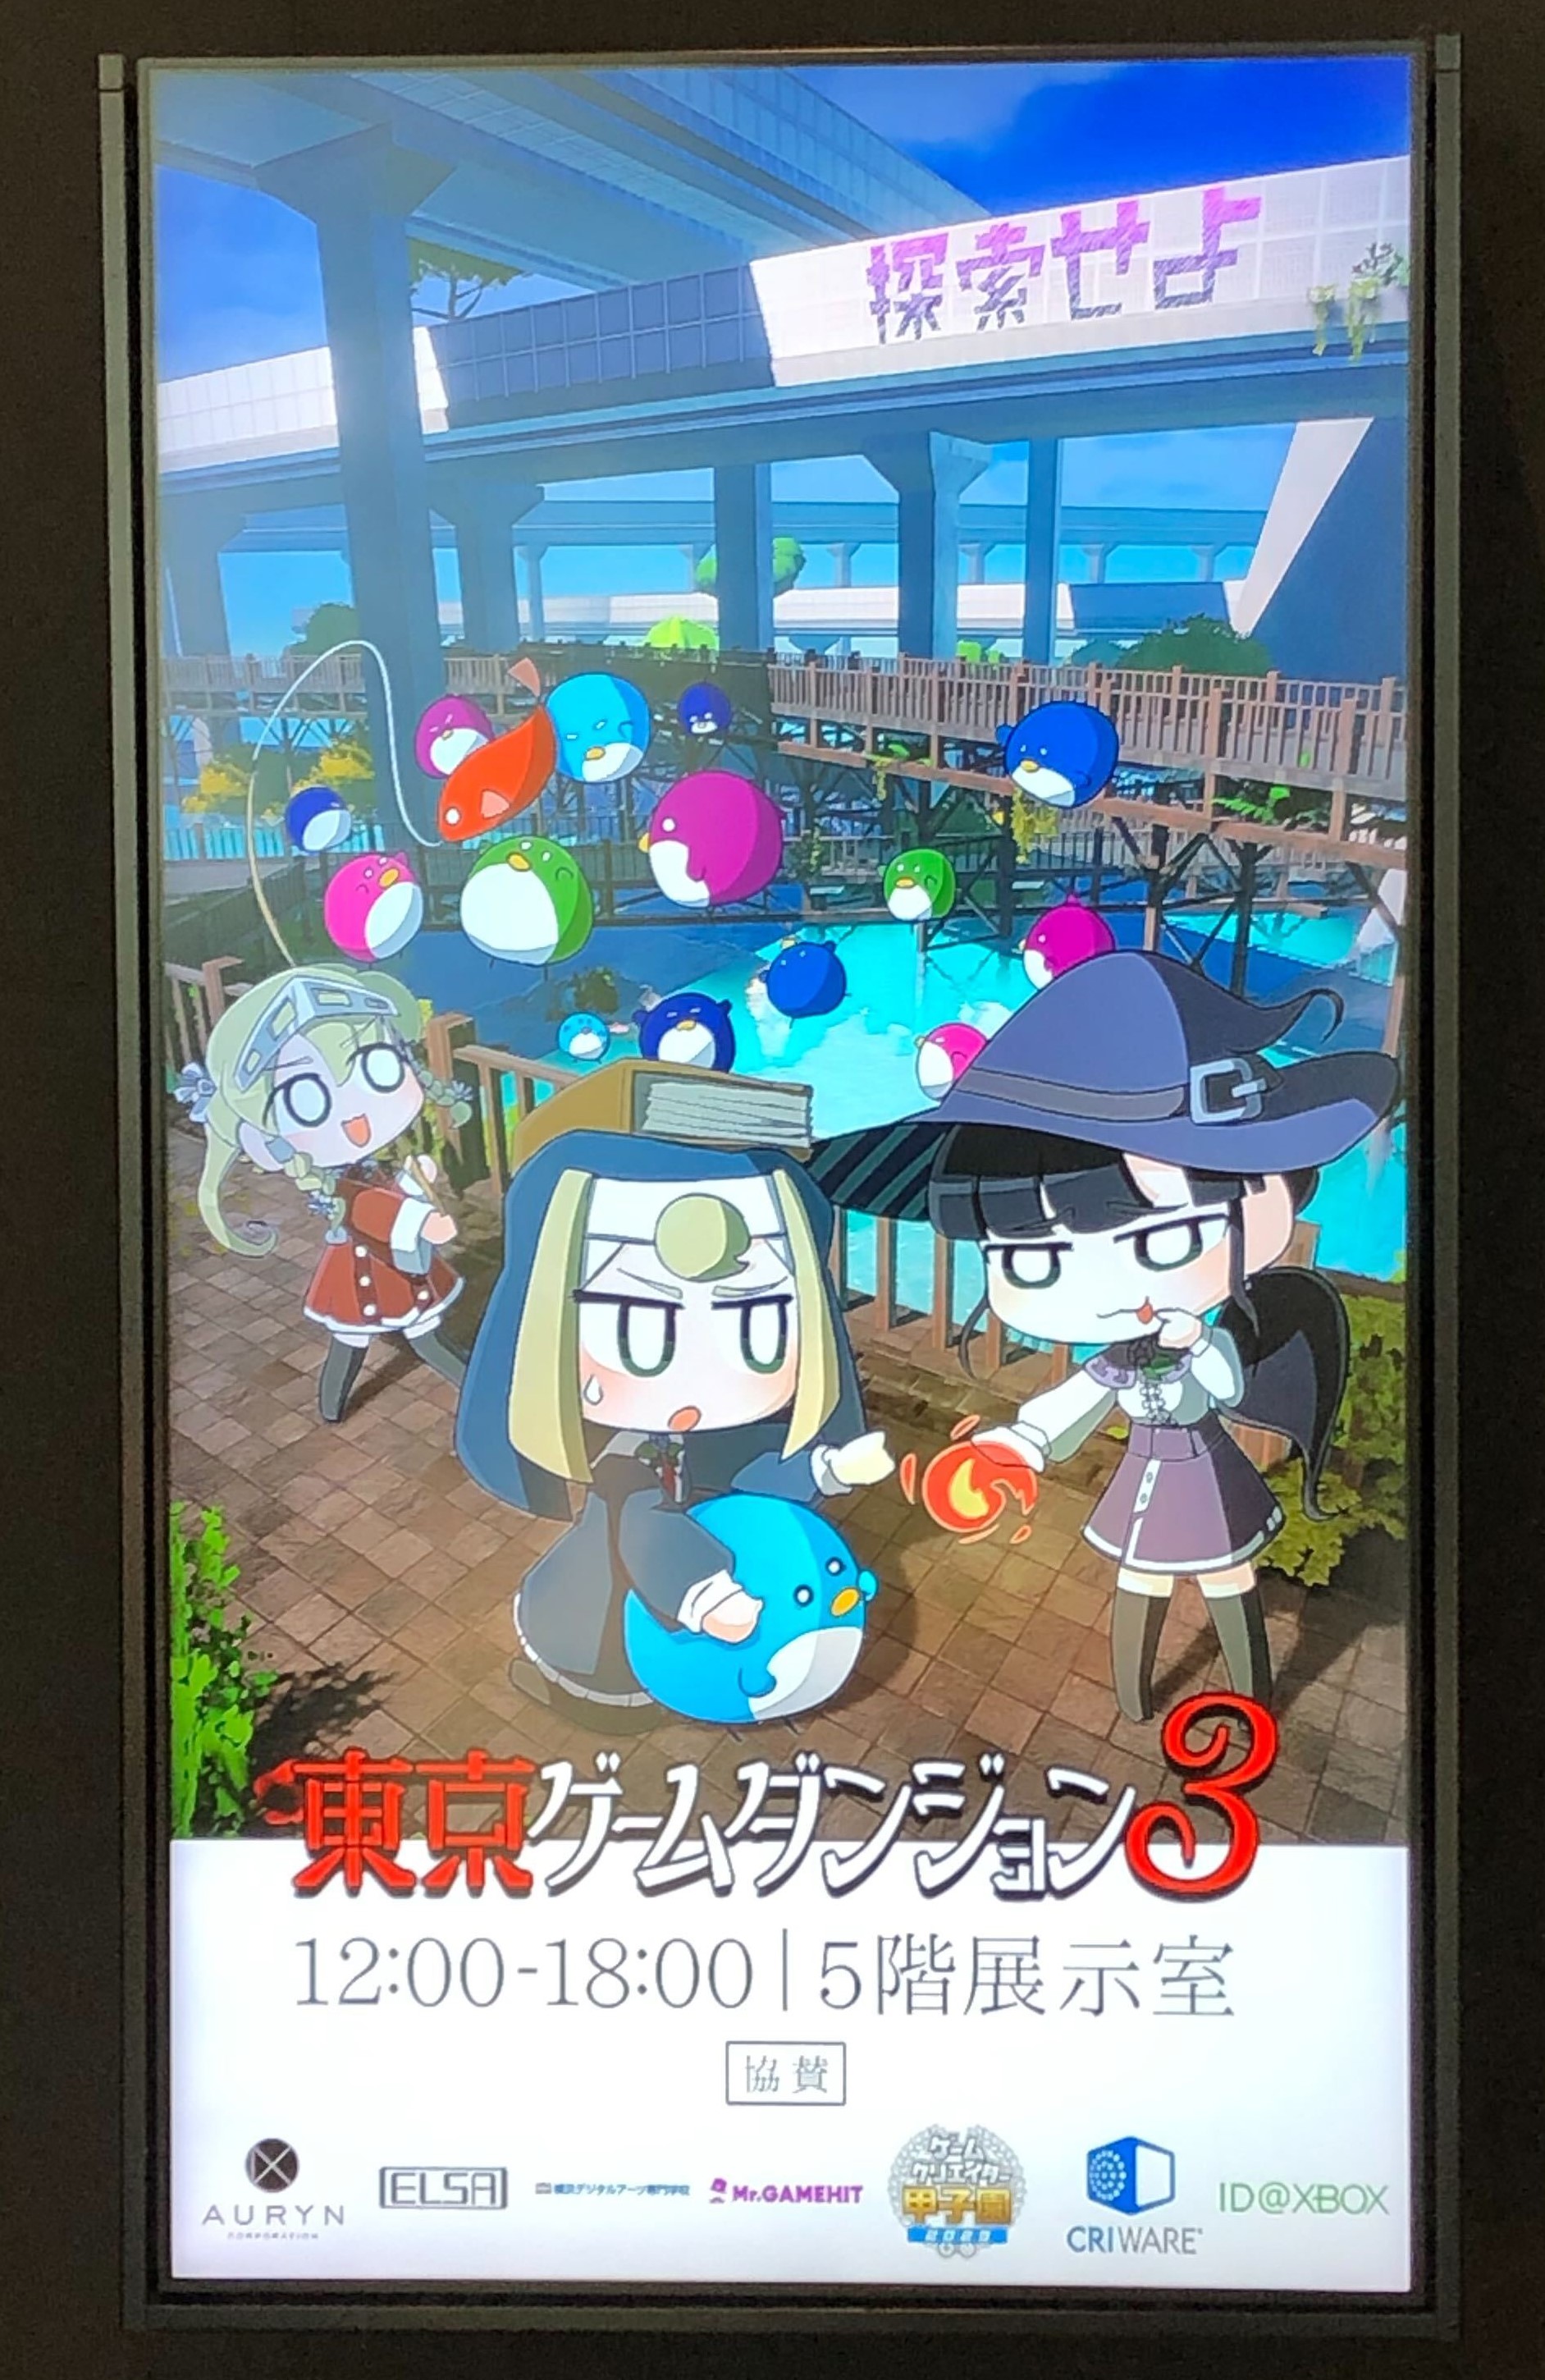 探索せよ
東京ゲームダンジョン3
12:00-18:00|5階展示室
協賛
AURYN
CORPORATION
ELSA
横浜デジタルアーツ専門学校
Mr.GAMEHIT
ゲーム
クリエイター
甲子園
2023
CRIWARE
ID@XBOX